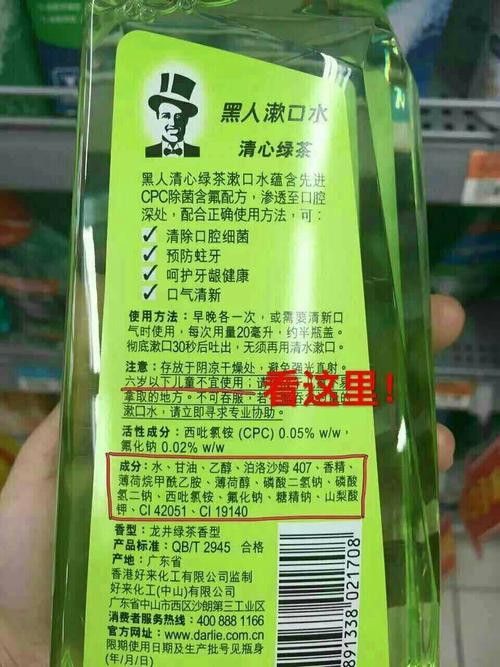 黑人漱口水
清心绿茶
黑人清心绿茶漱口水蕴含先进
CPC除菌含氟配方，渗透至口腔
深处，配合正确使用方法，可：
✓ 清除口腔细菌
✓ 预防蛀牙
✓ 呵护牙龈健康
✓ 口气清新
使用方法：早晚各一次，或需要清新口
气时使用，每次用量20毫升，约半瓶盖。
彻底漱口30秒后吐出，无须再用清水漱口。
注意：存放于阴凉干燥处，避免强光直射。
六岁以下儿童不宜使用；请
看这里！
拿取的地方。不可吞服，若
漱口水，请立即寻求专业协助。
活性成分：西吡氯铵 (CPC) 0.05% w/w，
氟化钠 0.02% w/w
成分：水、甘油、乙醇、泊洛沙姆 407、香精、
薄荷烷甲酰乙胺、薄荷醇、磷酸二氢钠、磷酸
氢二钠、西吡氯铵、氟化钠、糖精钠、山梨酸
钾、CI 42051、CI 19140
香型：龙井绿茶香型
产品标准：QB/T 2945 合格
产地：广东省
香港好来化工有限公司监制
好来化工(中山)有限公司
广东省中山市西区沙朗第三工业区
消费者服务热线：400 888 1166
官方网址：www.darlie.com.cn
限期使用日期及生产批号见瓶身
(年/月/日)
891338 021708